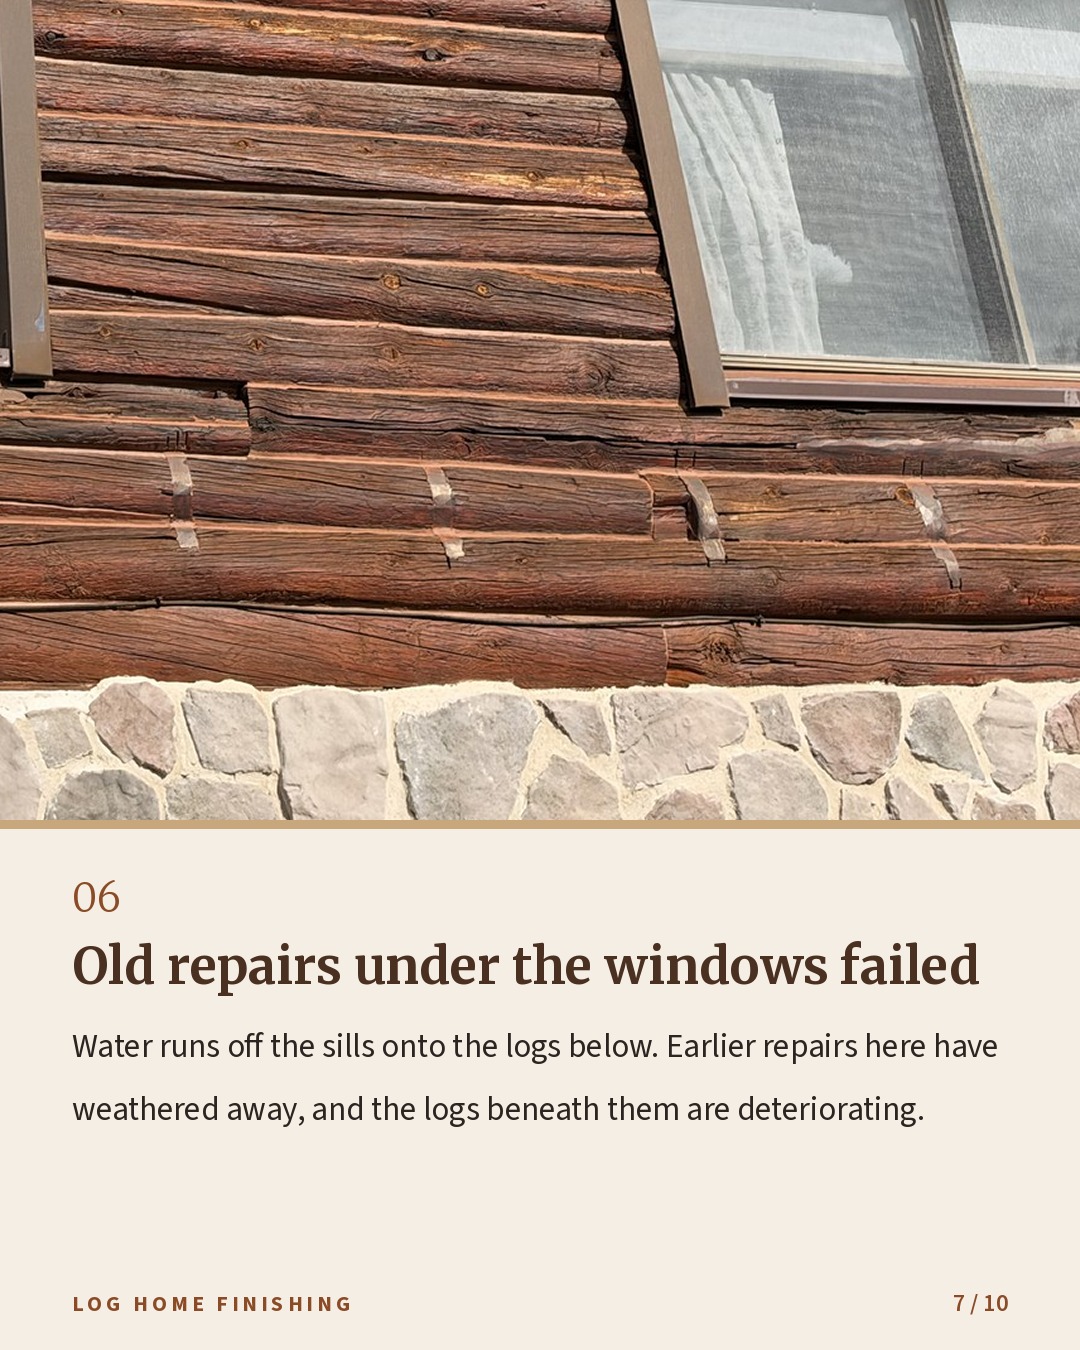 06
Old repairs under the windows failed
Water runs off the sills onto the logs below. Earlier repairs here have
weathered away, and the logs beneath them are deteriorating.
LOG HOME FINISHING
7 / 10